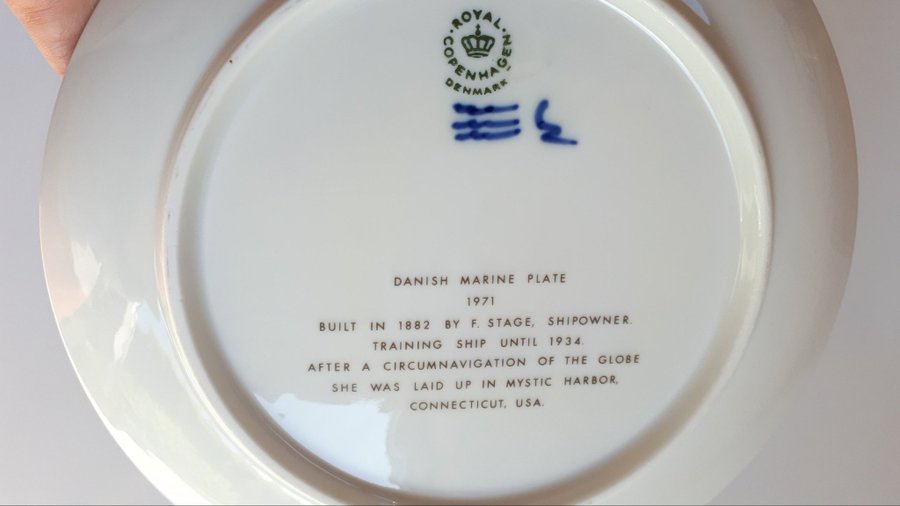 ROYAL COPENHAGEN
DENMARK
DANISH MARINE PLATE
1971
BUILT IN 1882 BY F. STAGE, SHIPOWNER.
TRAINING SHIP UNTIL 1934.
AFTER A CIRCUMNAVIGATION OF THE GLOBE
SHE WAS LAID UP IN MYSTIC HARBOR,
CONNECTICUT, USA.